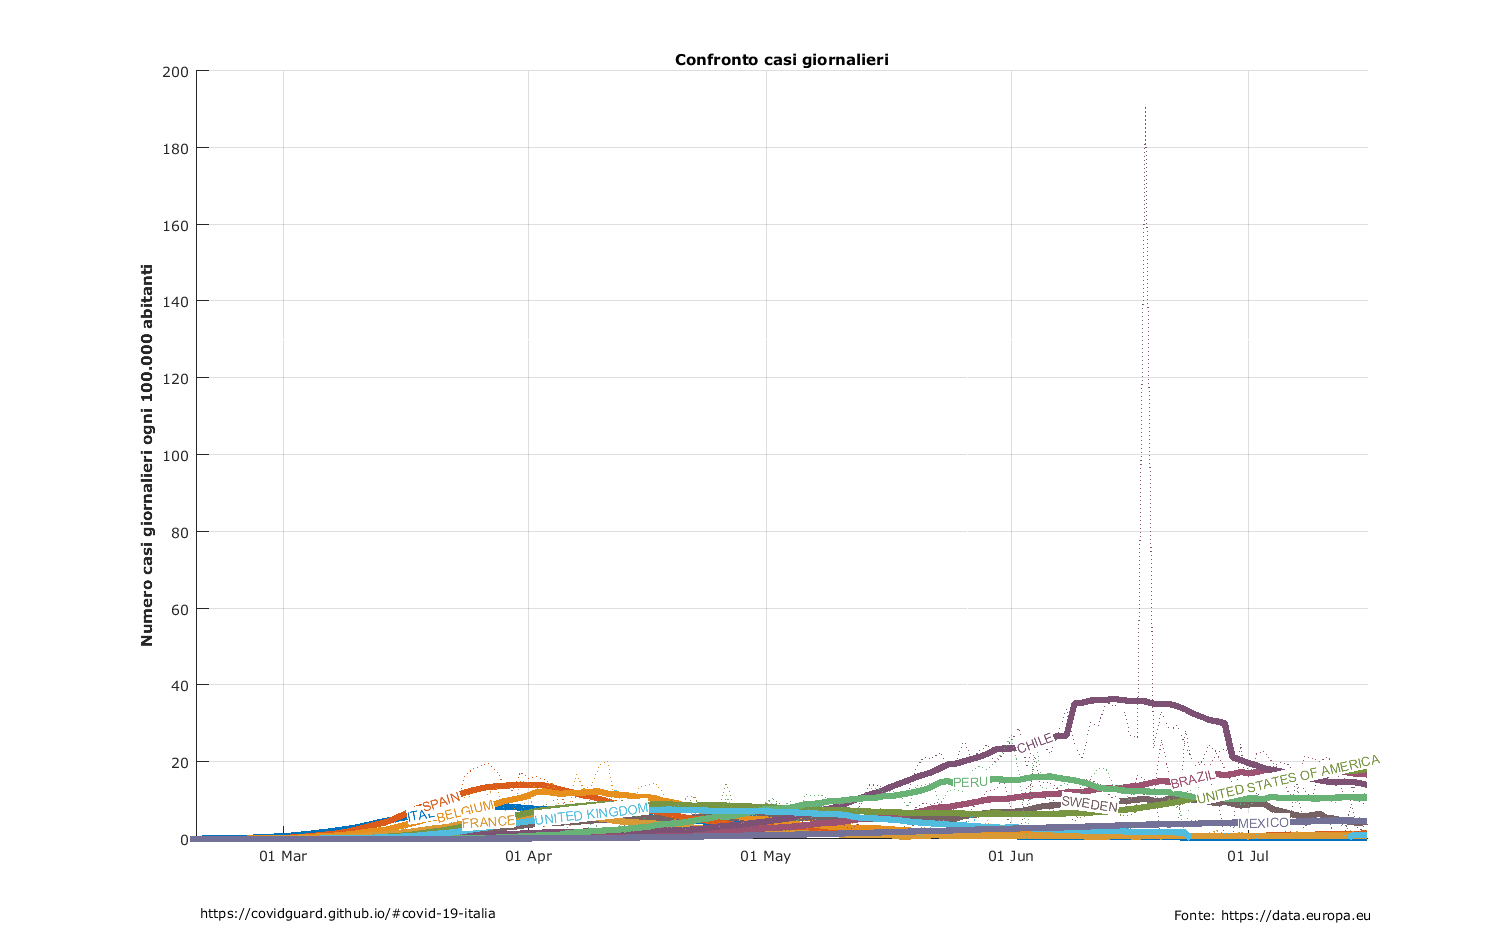 Confronto casi giornalieri
Numero casi giornalieri ogni 100.000 abitanti
200
180
160
140
120
100
80
60
40
20
0
01 Mar
01 Apr
01 May
01 Jun
01 Jul
SPAIN
BELGIUM
FRANCE
UNITED KINGDOM
CHILE
PERU
SWEDEN
BRAZIL
UNITED STATES OF AMERICA
MEXICO
https://covidguard.github.io/#covid-19-italia
Fonte: https://data.europa.eu